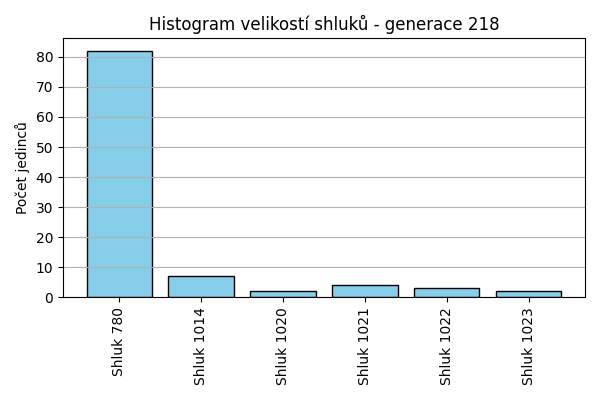 Histogram velikostí shluků - generace 218
Počet jedinců
80
70
60
50
40
30
20
10
0
Shluk 780
Shluk 1014
Shluk 1020
Shluk 1021
Shluk 1022
Shluk 1023